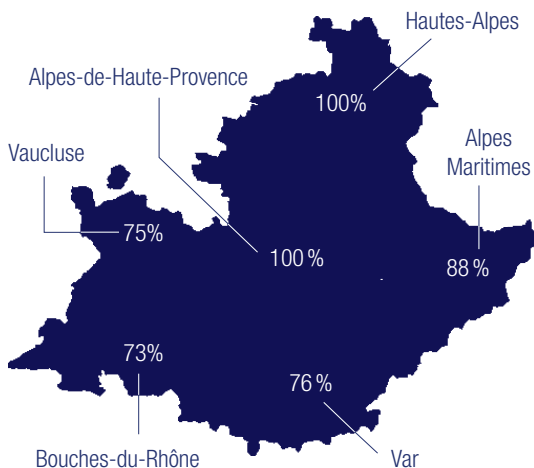 Hautes-Alpes
Alpes-de-Haute-Provence
100%
Vaucluse
Alpes
Maritimes
75%
100 %
88 %
73%
76 %
Bouches-du-Rhône
Var